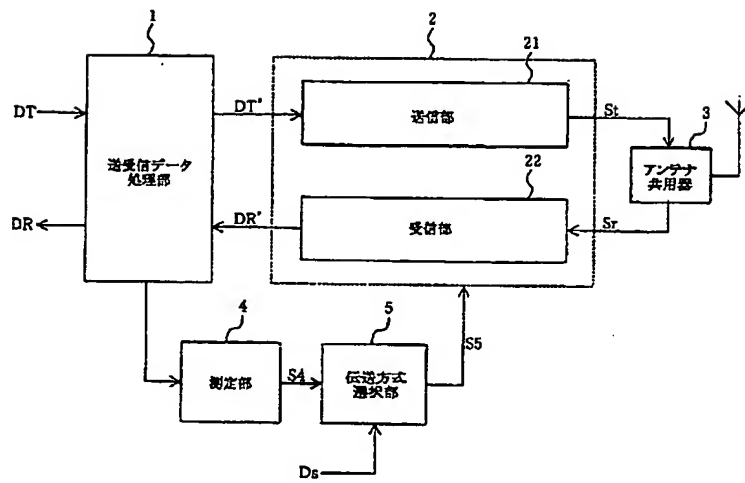 1
2
21
DT
DT'
送信部
St
3
送受信データ
処理部
アンテナ
共用器
22
DR
DR'
受信部
Sr
4
5
S5
測定部
S4
伝送方式
選択部
Ds